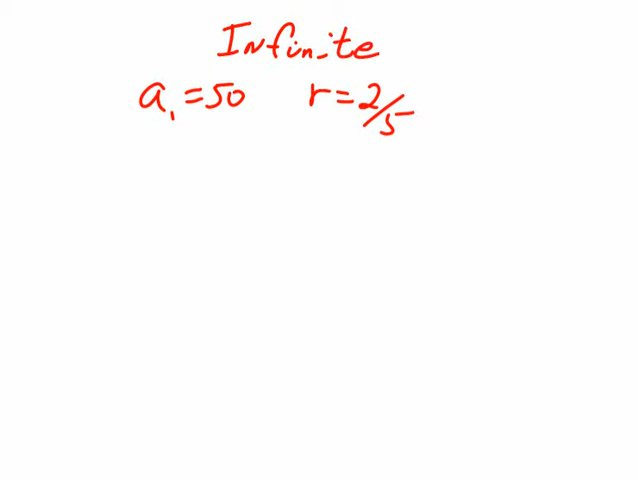 Infinite
a₁ = 50 r = 2/5